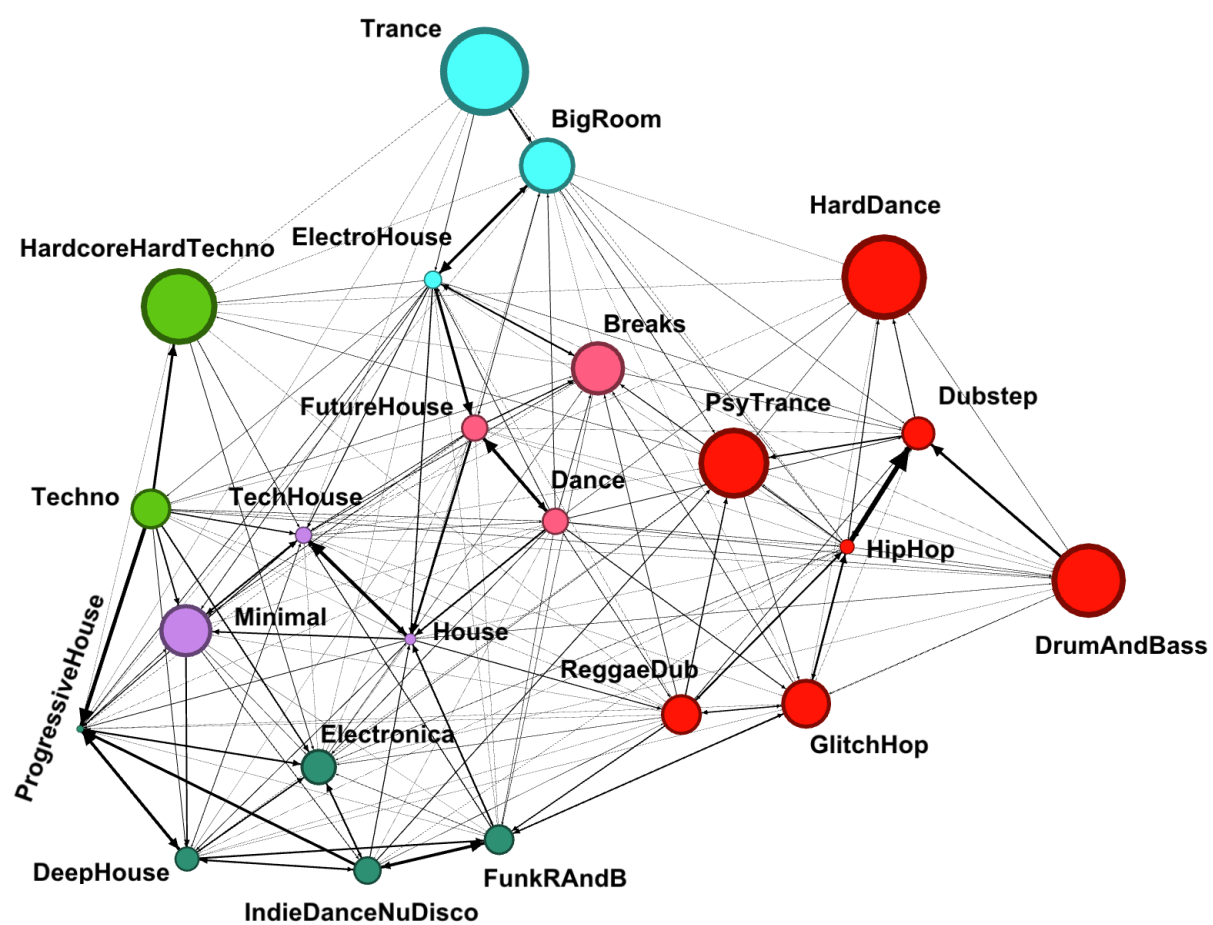 Trance
BigRoom
HardDance
ElectroHouse
HardcoreHardTechno
Breaks
Dubstep
PsyTrance
FutureHouse
Dance
Techno
TechHouse
HipHop
Minimal
House
DrumAndBass
ReggaeDub
ProgressiveHouse
Electronica
GlitchHop
DeepHouse
FunkRAndB
IndieDanceNuDisco